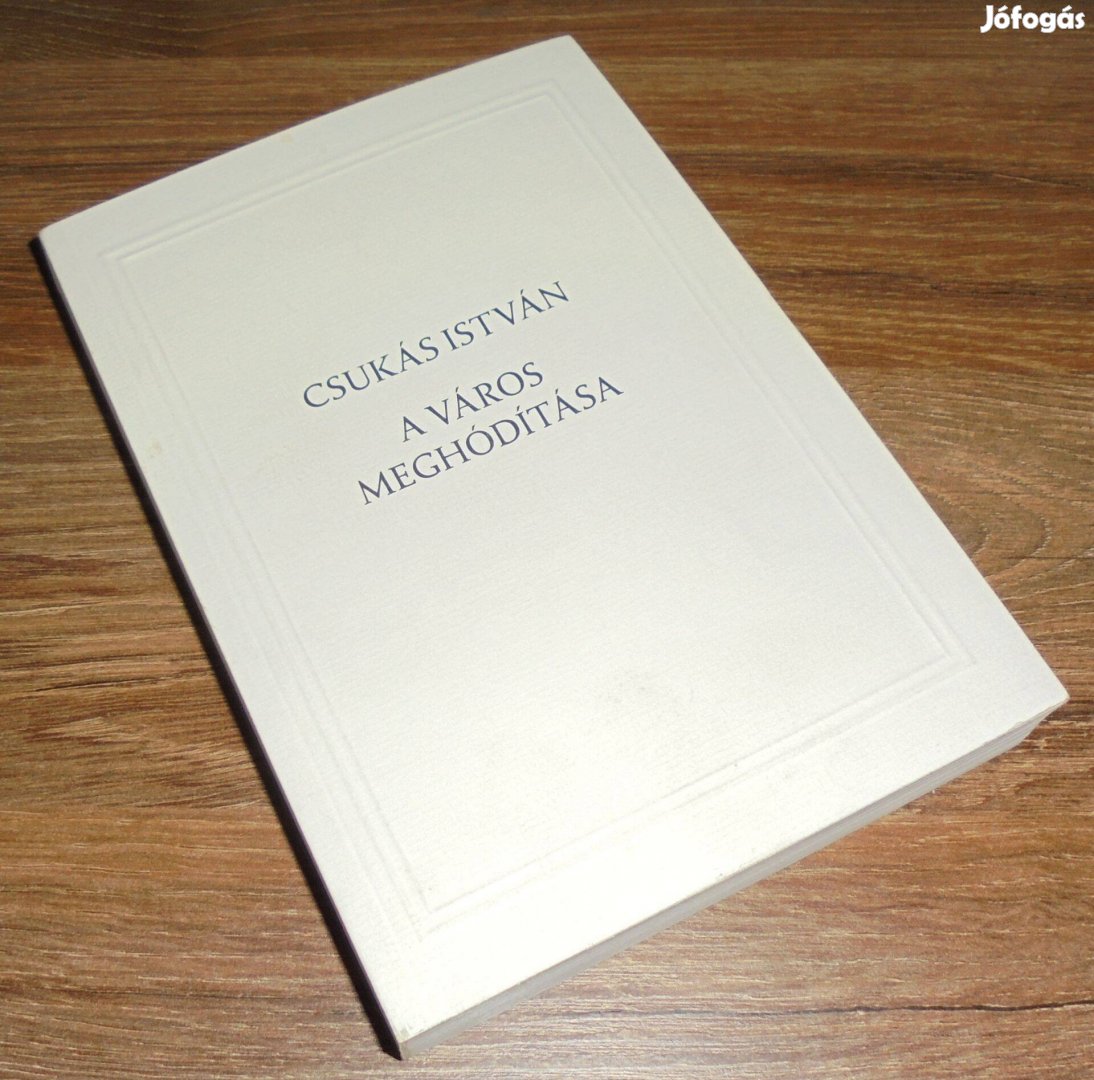 Jófogás
CSUKÁS ISTVÁN
A VÁROS
MEGHÓDÍTÁSA